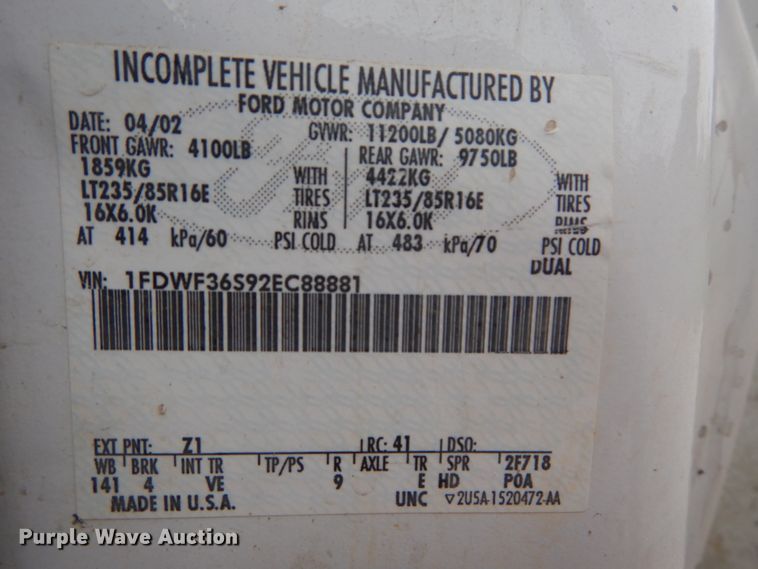 INCOMPLETE VEHICLE MANUFACTURED BY
FORD MOTOR COMPANY
DATE: 04/02 GVWR: 11200LB/ 5080KG
FRONT GAWR: 4100LB REAR GAWR: 9750LB
1859KG WITH 4422KG WITH
LT235/85R16E TIRES LT235/85R16E TIRES
16X6.0K RIMS 16X6.0K RIMS
AT 414 kPa/60 PSI COLD AT 483 kPa/70 PSI COLD
DUAL
VIN: 1FDWF36S92EC88881
EXT PNT: Z1 RC: 41 DSO:
WB BRK INT TR TP/PS R AXLE TR SPR 2F718
141 4 VE 9 E HD POA
MADE IN U.S.A. UNC ▽2U5A-1520472-AA
Purple Wave Auction